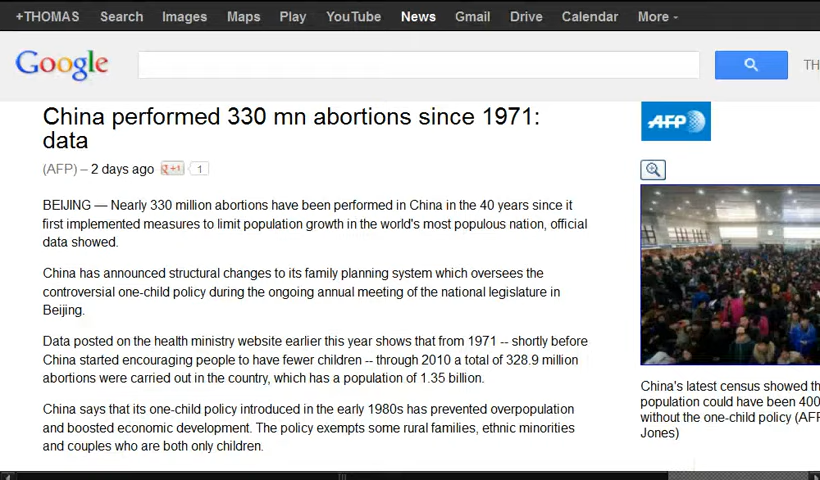 +THOMAS Search Images Maps Play YouTube News Gmail Drive Calendar More
Google
TH
China performed 330 mn abortions since 1971:
data
AFP
(AFP) – 2 days ago +1 1
BEIJING — Nearly 330 million abortions have been performed in China in the 40 years since it
first implemented measures to limit population growth in the world's most populous nation, official
data showed.
China has announced structural changes to its family planning system which oversees the
controversial one-child policy during the ongoing annual meeting of the national legislature in
Beijing.
Data posted on the health ministry website earlier this year shows that from 1971 -- shortly before
China started encouraging people to have fewer children -- through 2010 a total of 328.9 million
abortions were carried out in the country, which has a population of 1.35 billion.
China says that its one-child policy introduced in the early 1980s has prevented overpopulation
and boosted economic development. The policy exempts some rural families, ethnic minorities
and couples who are both only children.
China's latest census showed th
population could have been 400
without the one-child policy (AF
Jones)